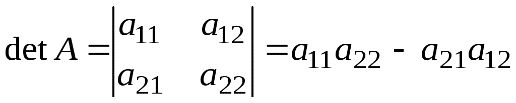 det A = | a₁₁ a₁₂ | = a₁₁a₂₂ - a₂₁a₁₂
| a₂₁ a₂₂ |